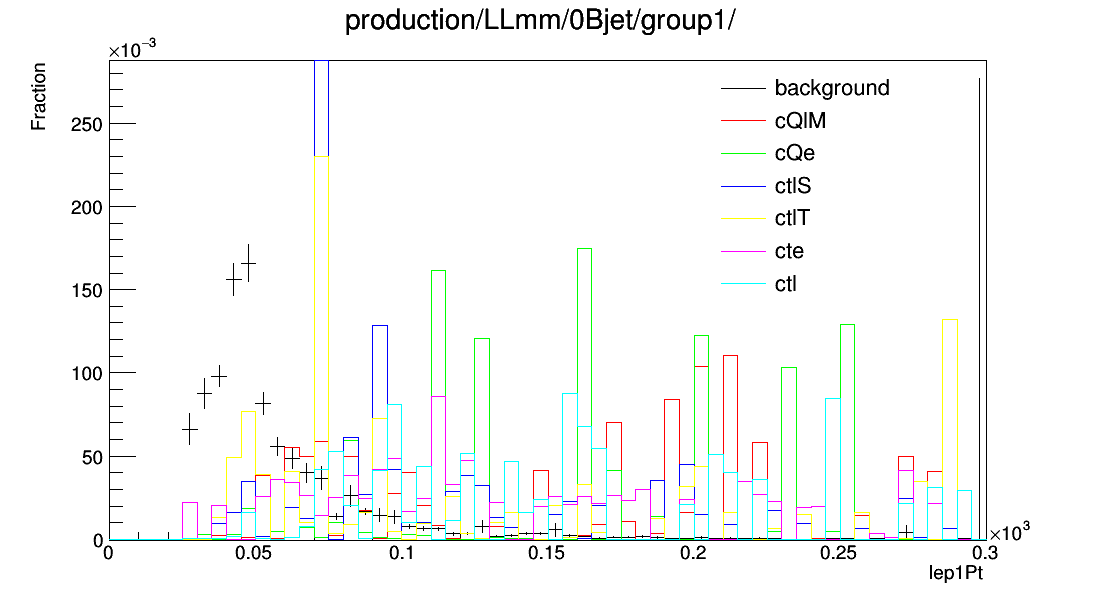 production/LLmm/0Bjet/group1/
×10⁻³
Fraction
background
cQlM
cQe
ctlS
ctlT
cte
ctl
250
200
150
100
50
0
0 0.05 0.1 0.15 0.2 0.25 0.3
×10³
lep1Pt